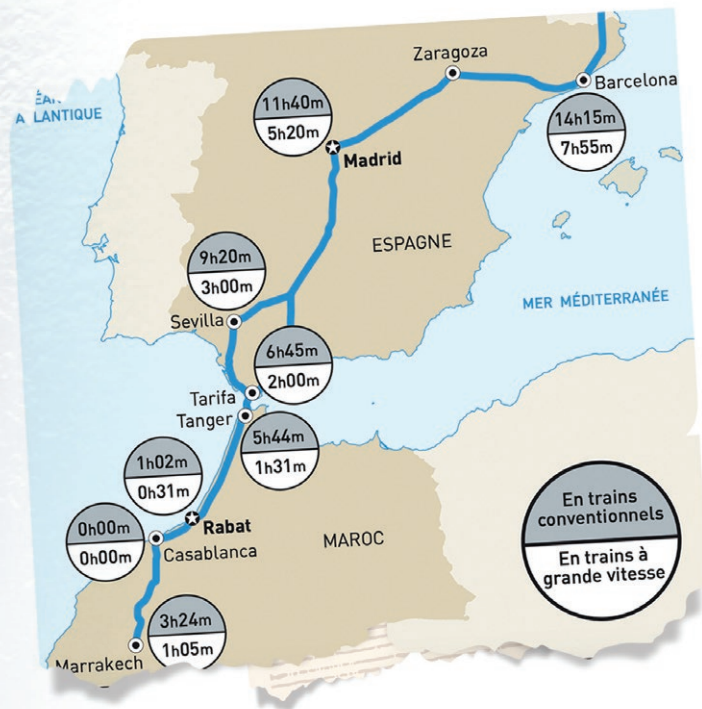 Zaragoza
Barcelona
14h15m
7h55m
11h40m
5h20m
Madrid
A LANTIQUE
ESPAGNE
9h20m
3h00m
MER MÉDITERRANÉE
Sevilla
6h45m
2h00m
Tarifa
Tanger
5h44m
1h31m
1h02m
0h31m
Rabat
0h00m
0h00m
Casablanca
MAROC
3h24m
1h05m
Marrakech
En trains
conventionnels
En trains à
grande vitesse